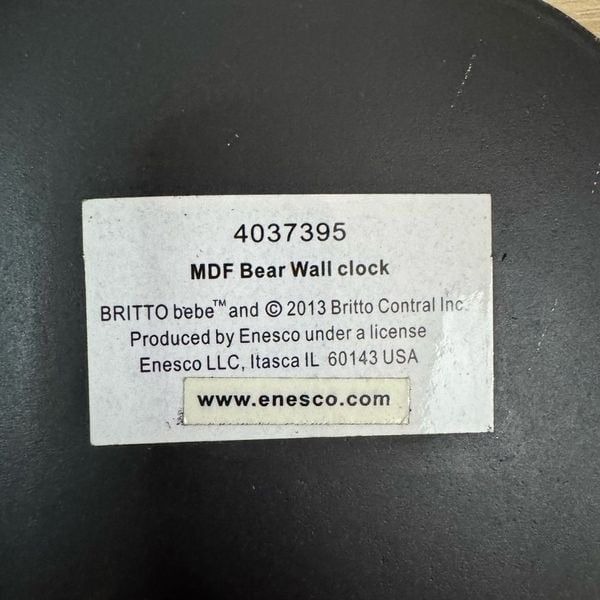 4037395
MDF Bear Wall clock
BRITTO bebe™ and © 2013 Britto Contral Inc.
Produced by Enesco under a license
Enesco LLC, Itasca IL 60143 USA
www.enesco.com